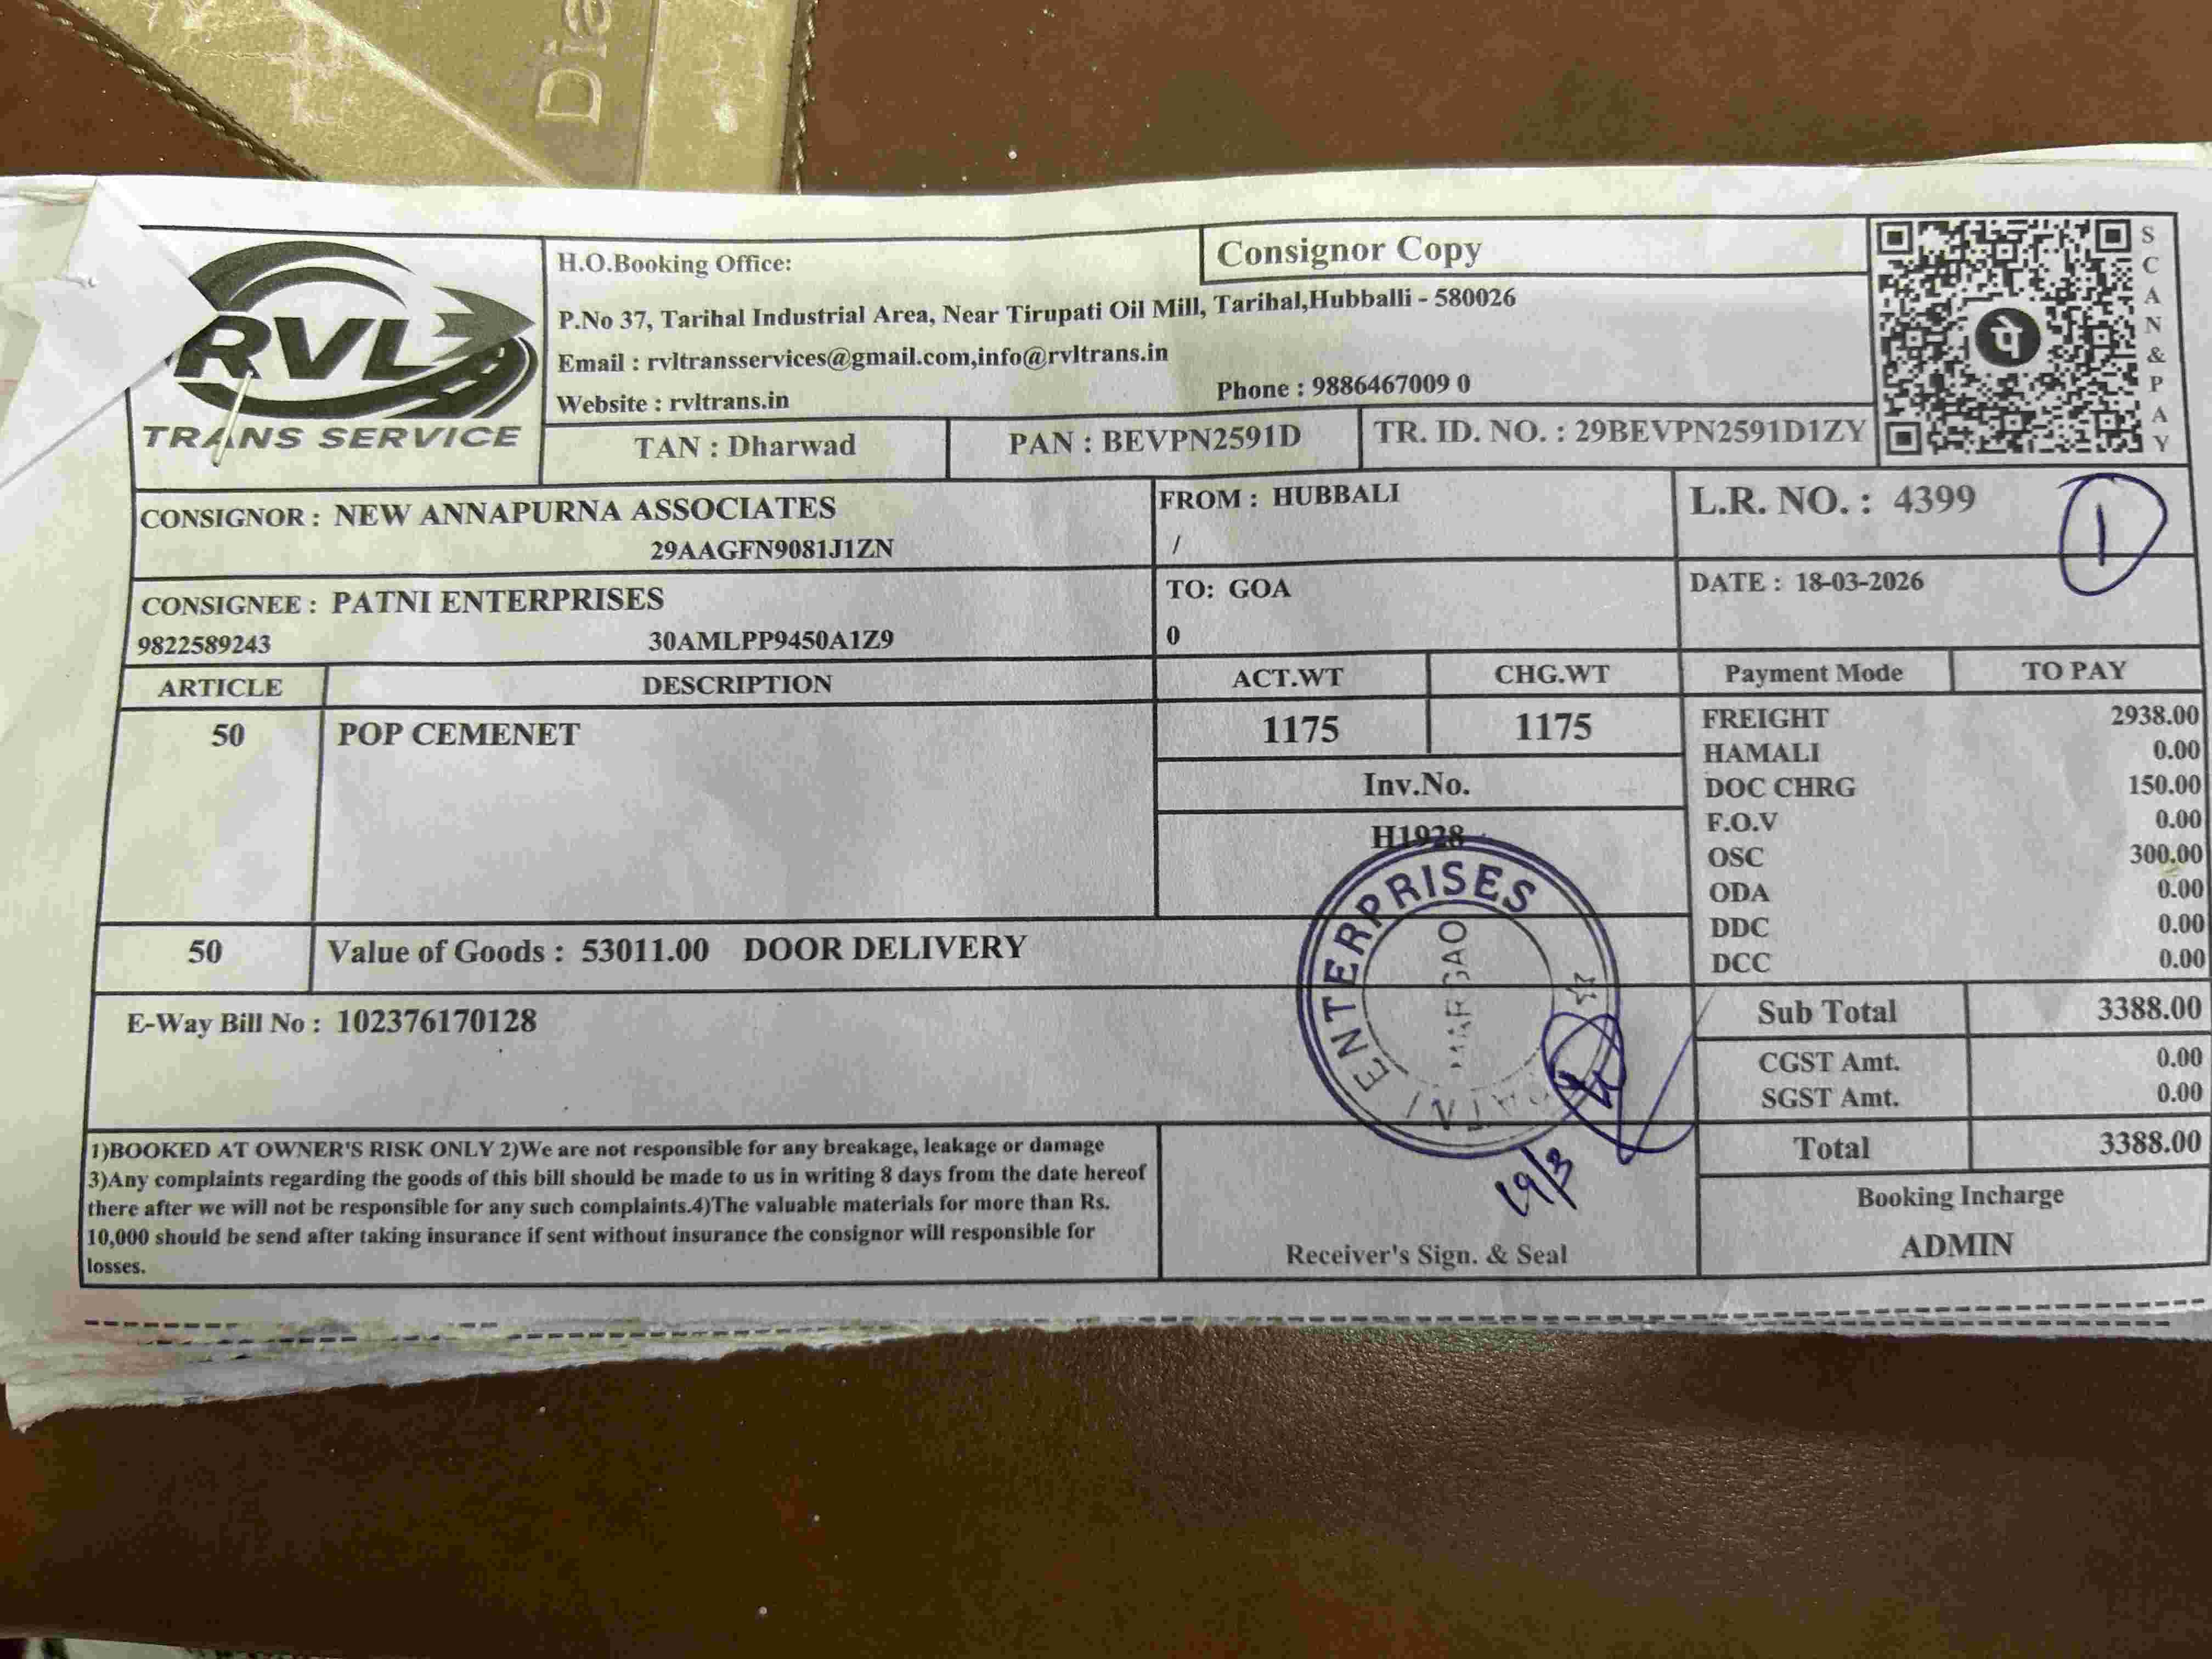 Dia
RVL
TRANS SERVICE
H.O.Booking Office:
Consignor Copy
P.No 37, Tarihal Industrial Area, Near Tirupati Oil Mill, Tarihal,Hubballi - 580026
Email : rvltransservices@gmail.com,info@rvltrans.in
Website : rvltrans.in
Phone : 9886467009 0
TAN : Dharwad
PAN : BEVPN2591D
TR. ID. NO. : 29BEVPN2591D1ZY
पे
SCAN & PAY
CONSIGNOR : NEW ANNAPURNA ASSOCIATES
29AAGFN9081J1ZN
FROM : HUBBALI
/
L.R. NO. : 4399
1
CONSIGNEE : PATNI ENTERPRISES
9822589243 30AMLPP9450A1Z9
TO: GOA
0
DATE : 18-03-2026
ARTICLE DESCRIPTION ACT.WT CHG.WT Payment Mode TO PAY
50 POP CEMENET 1175 1175
Inv.No.
H1928
FREIGHT 2938.00
HAMALI 0.00
DOC CHRG 150.00
F.O.V 0.00
OSC 300.00
ODA 0.00
DDC 0.00
DCC 0.00
50 Value of Goods : 53011.00 DOOR DELIVERY
E-Way Bill No : 102376170128
Sub Total 3388.00
CGST Amt. 0.00
SGST Amt. 0.00
Total 3388.00
PATNI ENTERPRISES
MARGAO
19/3
1)BOOKED AT OWNER'S RISK ONLY 2)We are not responsible for any breakage, leakage or damage
3)Any complaints regarding the goods of this bill should be made to us in writing 8 days from the date hereof
there after we will not be responsible for any such complaints.4)The valuable materials for more than Rs.
10,000 should be send after taking insurance if sent without insurance the consignor will responsible for
losses.
Receiver's Sign. & Seal
Booking Incharge
ADMIN